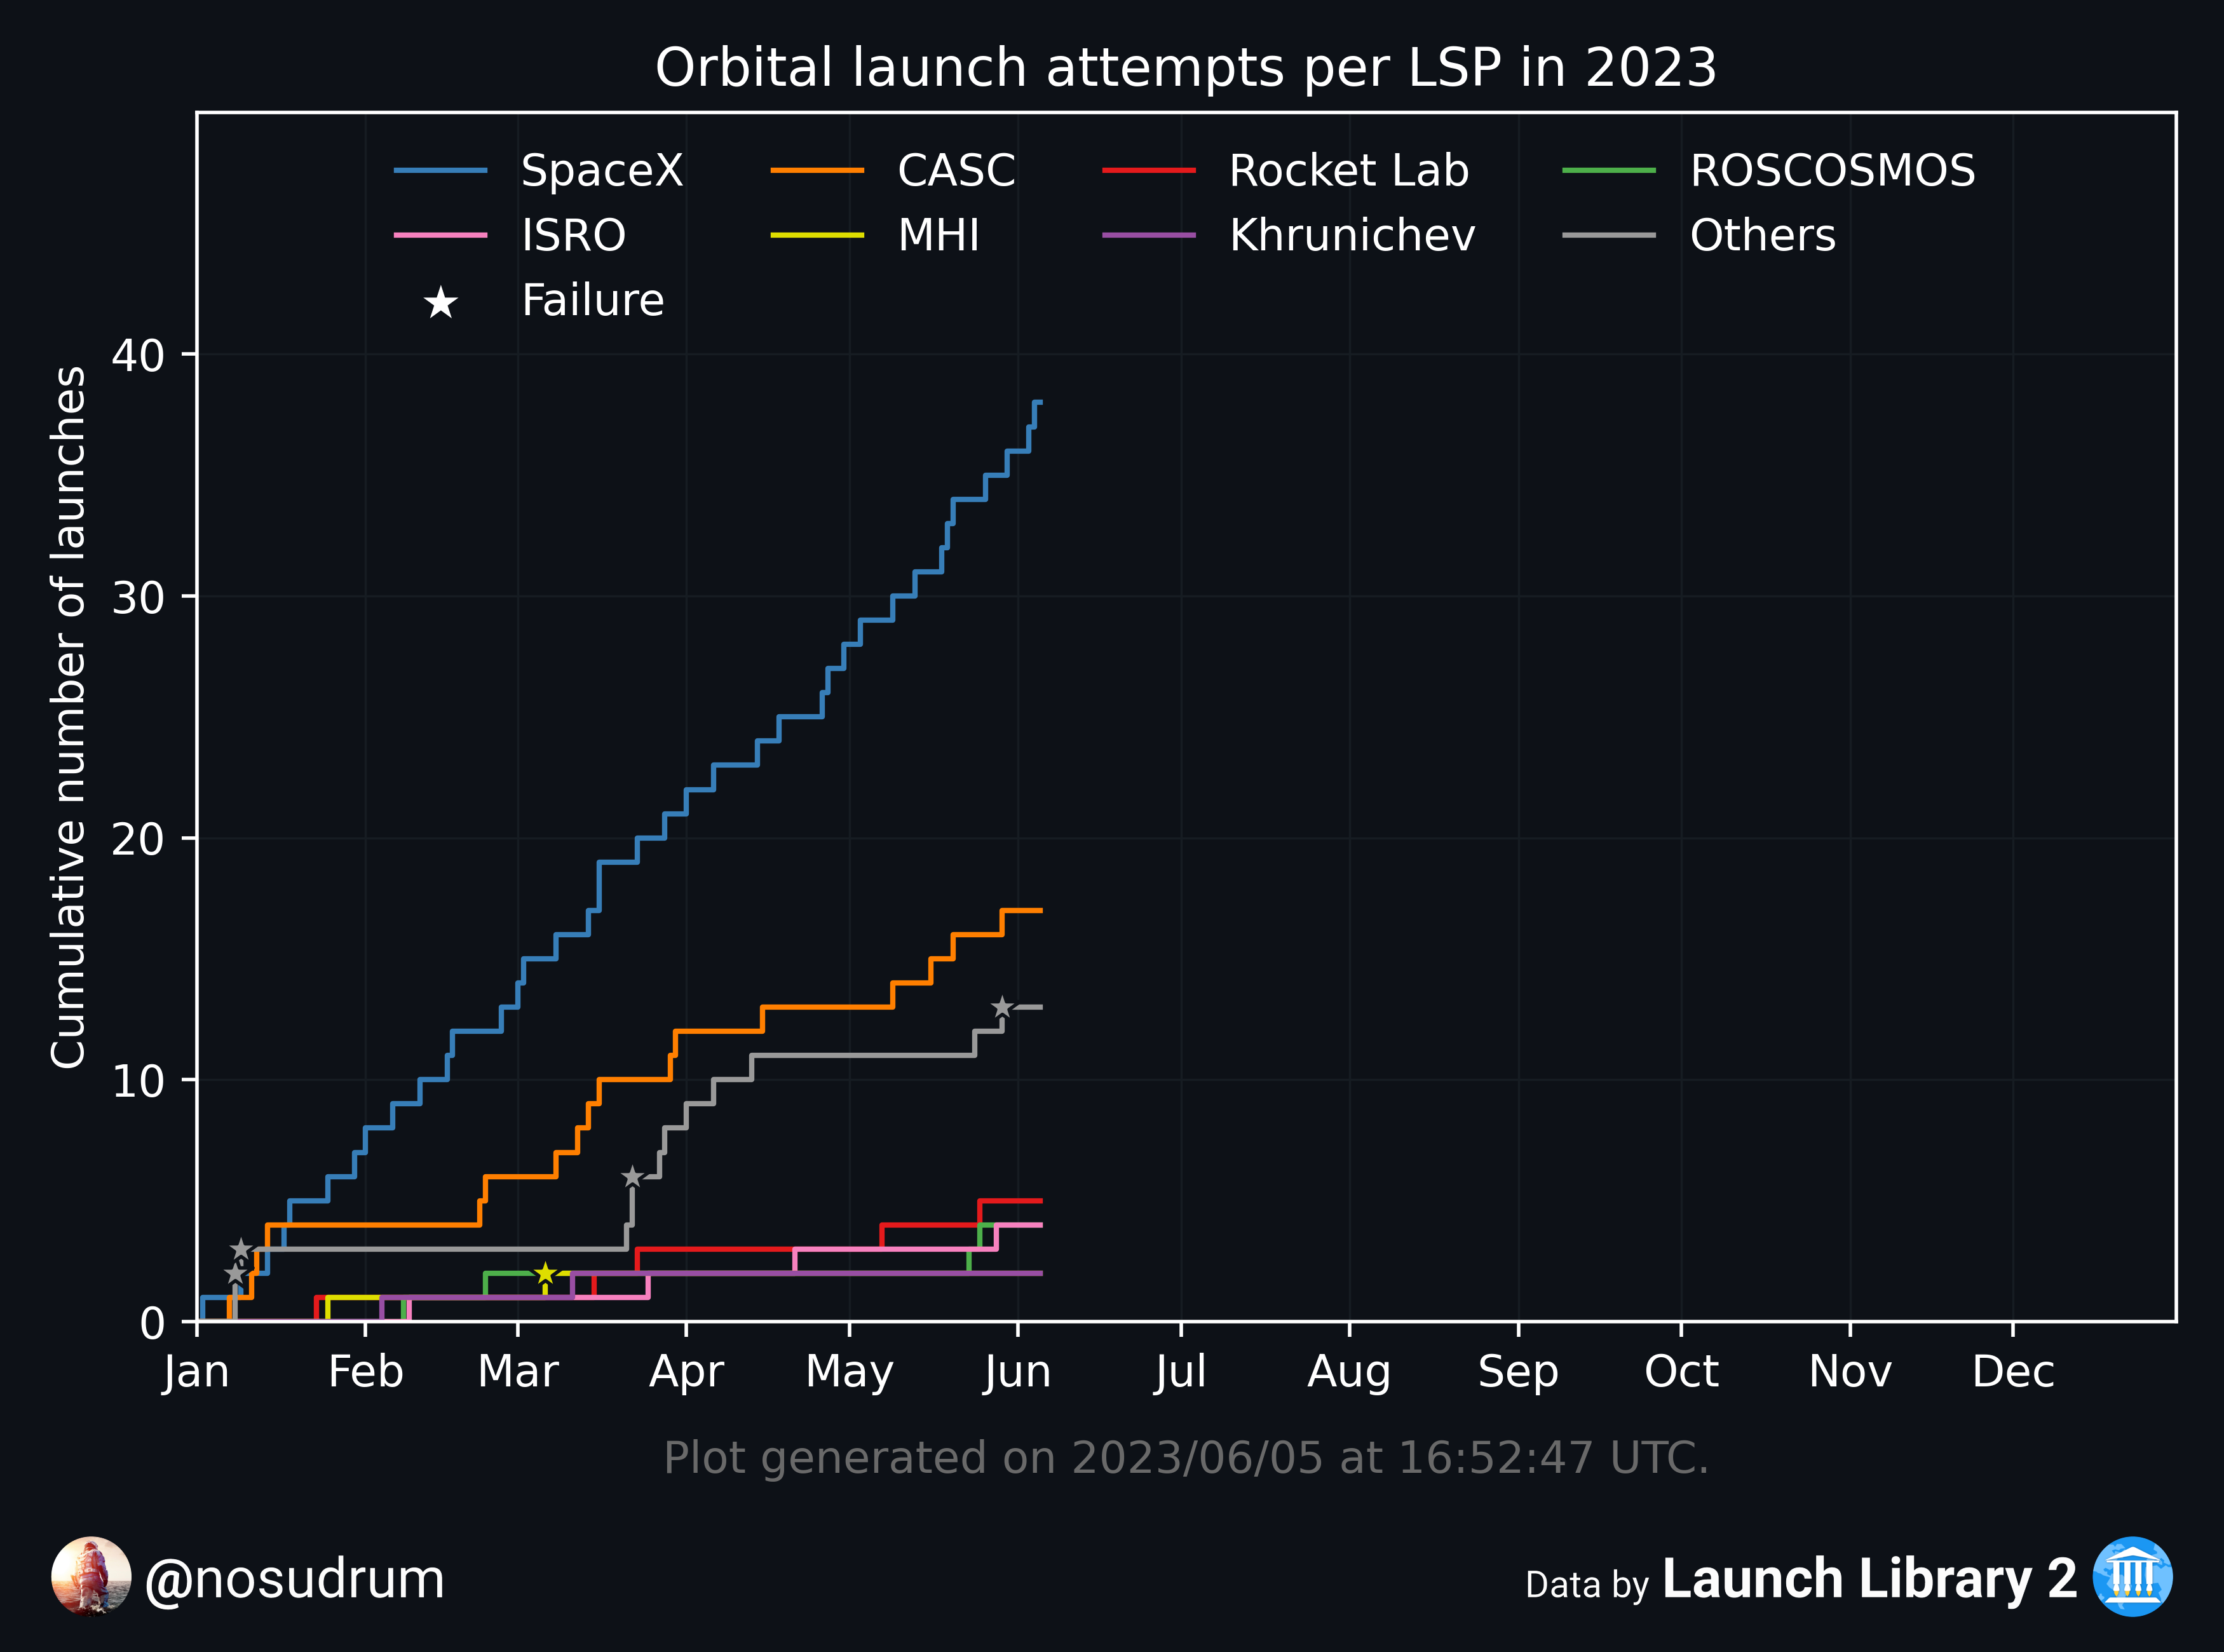 Orbital launch attempts per LSP in 2023
SpaceX CASC Rocket Lab ROSCOSMOS
ISRO MHI Khrunichev Others
Failure
Cumulative number of launches
40
30
20
10
0
Jan Feb Mar Apr May Jun Jul Aug Sep Oct Nov Dec
Plot generated on 2023/06/05 at 16:52:47 UTC.
@nosudrum
Data by Launch Library 2